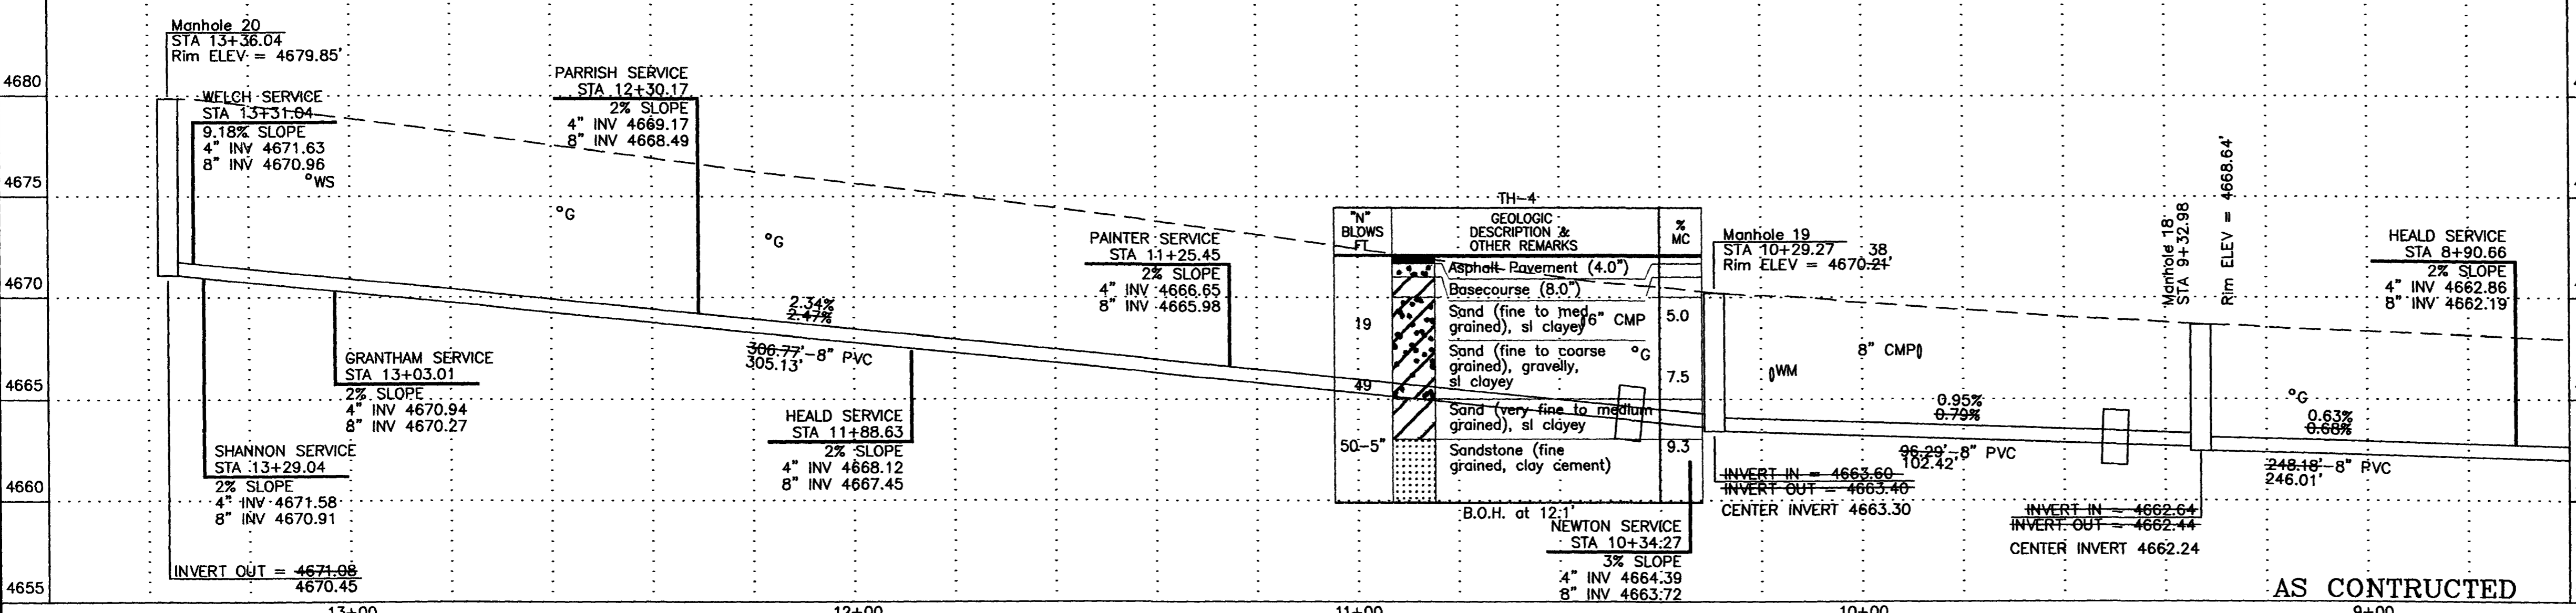 Manhole 20
STA 13+36.04
Rim ELEV = 4679.85'
4680
4675
4670
4665
4660
4655
WELCH SERVICE
STA 13+31.04
9.18% SLOPE
4" INV 4671.63
8" INV 4670.96
WS
G
PARRISH SERVICE
STA 12+30.17
2% SLOPE
4" INV 4669.17
8" INV 4668.49
G
GRANTHAM SERVICE
STA 13+03.01
2% SLOPE
4" INV 4670.94
8" INV 4670.27
SHANNON SERVICE
STA 13+29.04
2% SLOPE
4" INV 4671.58
8" INV 4670.91
INVERT OUT = 4671.08
4670.45
2.34%
2.47%
306.77'-8" PVC
305.13'
HEALD SERVICE
STA 11+88.63
2% SLOPE
4" INV 4668.12
8" INV 4667.45
PAINTER SERVICE
STA 11+25.45
2% SLOPE
4" INV 4666.65
8" INV 4665.98
TH-4
"N"
BLOWS
FT
GEOLOGIC
DESCRIPTION &
OTHER REMARKS
%
MC
Asphalt Pavement (4.0")
Basecourse (8.0")
19
Sand (fine to med
grained), sl clayey
5.0
6" CMP
Sand (fine to coarse
grained), gravelly,
sl clayey
G
7.5
49
Sand (very fine to medium
grained), sl clayey
50-5"
Sandstone (fine
grained, clay cement)
9.3
B.O.H. at 12.1'
NEWTON SERVICE
STA 10+34.27
3% SLOPE
4" INV 4664.39
8" INV 4663.72
Manhole 19
STA 10+29.27
38
Rim ELEV = 4670.21'
WM
8" CMP
0.95%
0.79%
96.29'-8" PVC
102.42'
INVERT IN = 4663.60
INVERT OUT = 4663.40
CENTER INVERT 4663.30
Manhole 18
STA 9+32.98
Rim ELEV = 4668.64'
INVERT IN = 4662.64
INVERT OUT = 4662.44
CENTER INVERT 4662.24
G
0.63%
0.68%
248.18'-8" PVC
246.01'
HEALD SERVICE
STA 8+90.66
2% SLOPE
4" INV 4662.86
8" INV 4662.19
AS CONTRUCTED
13+00
12+00
11+00
10+00
9+00